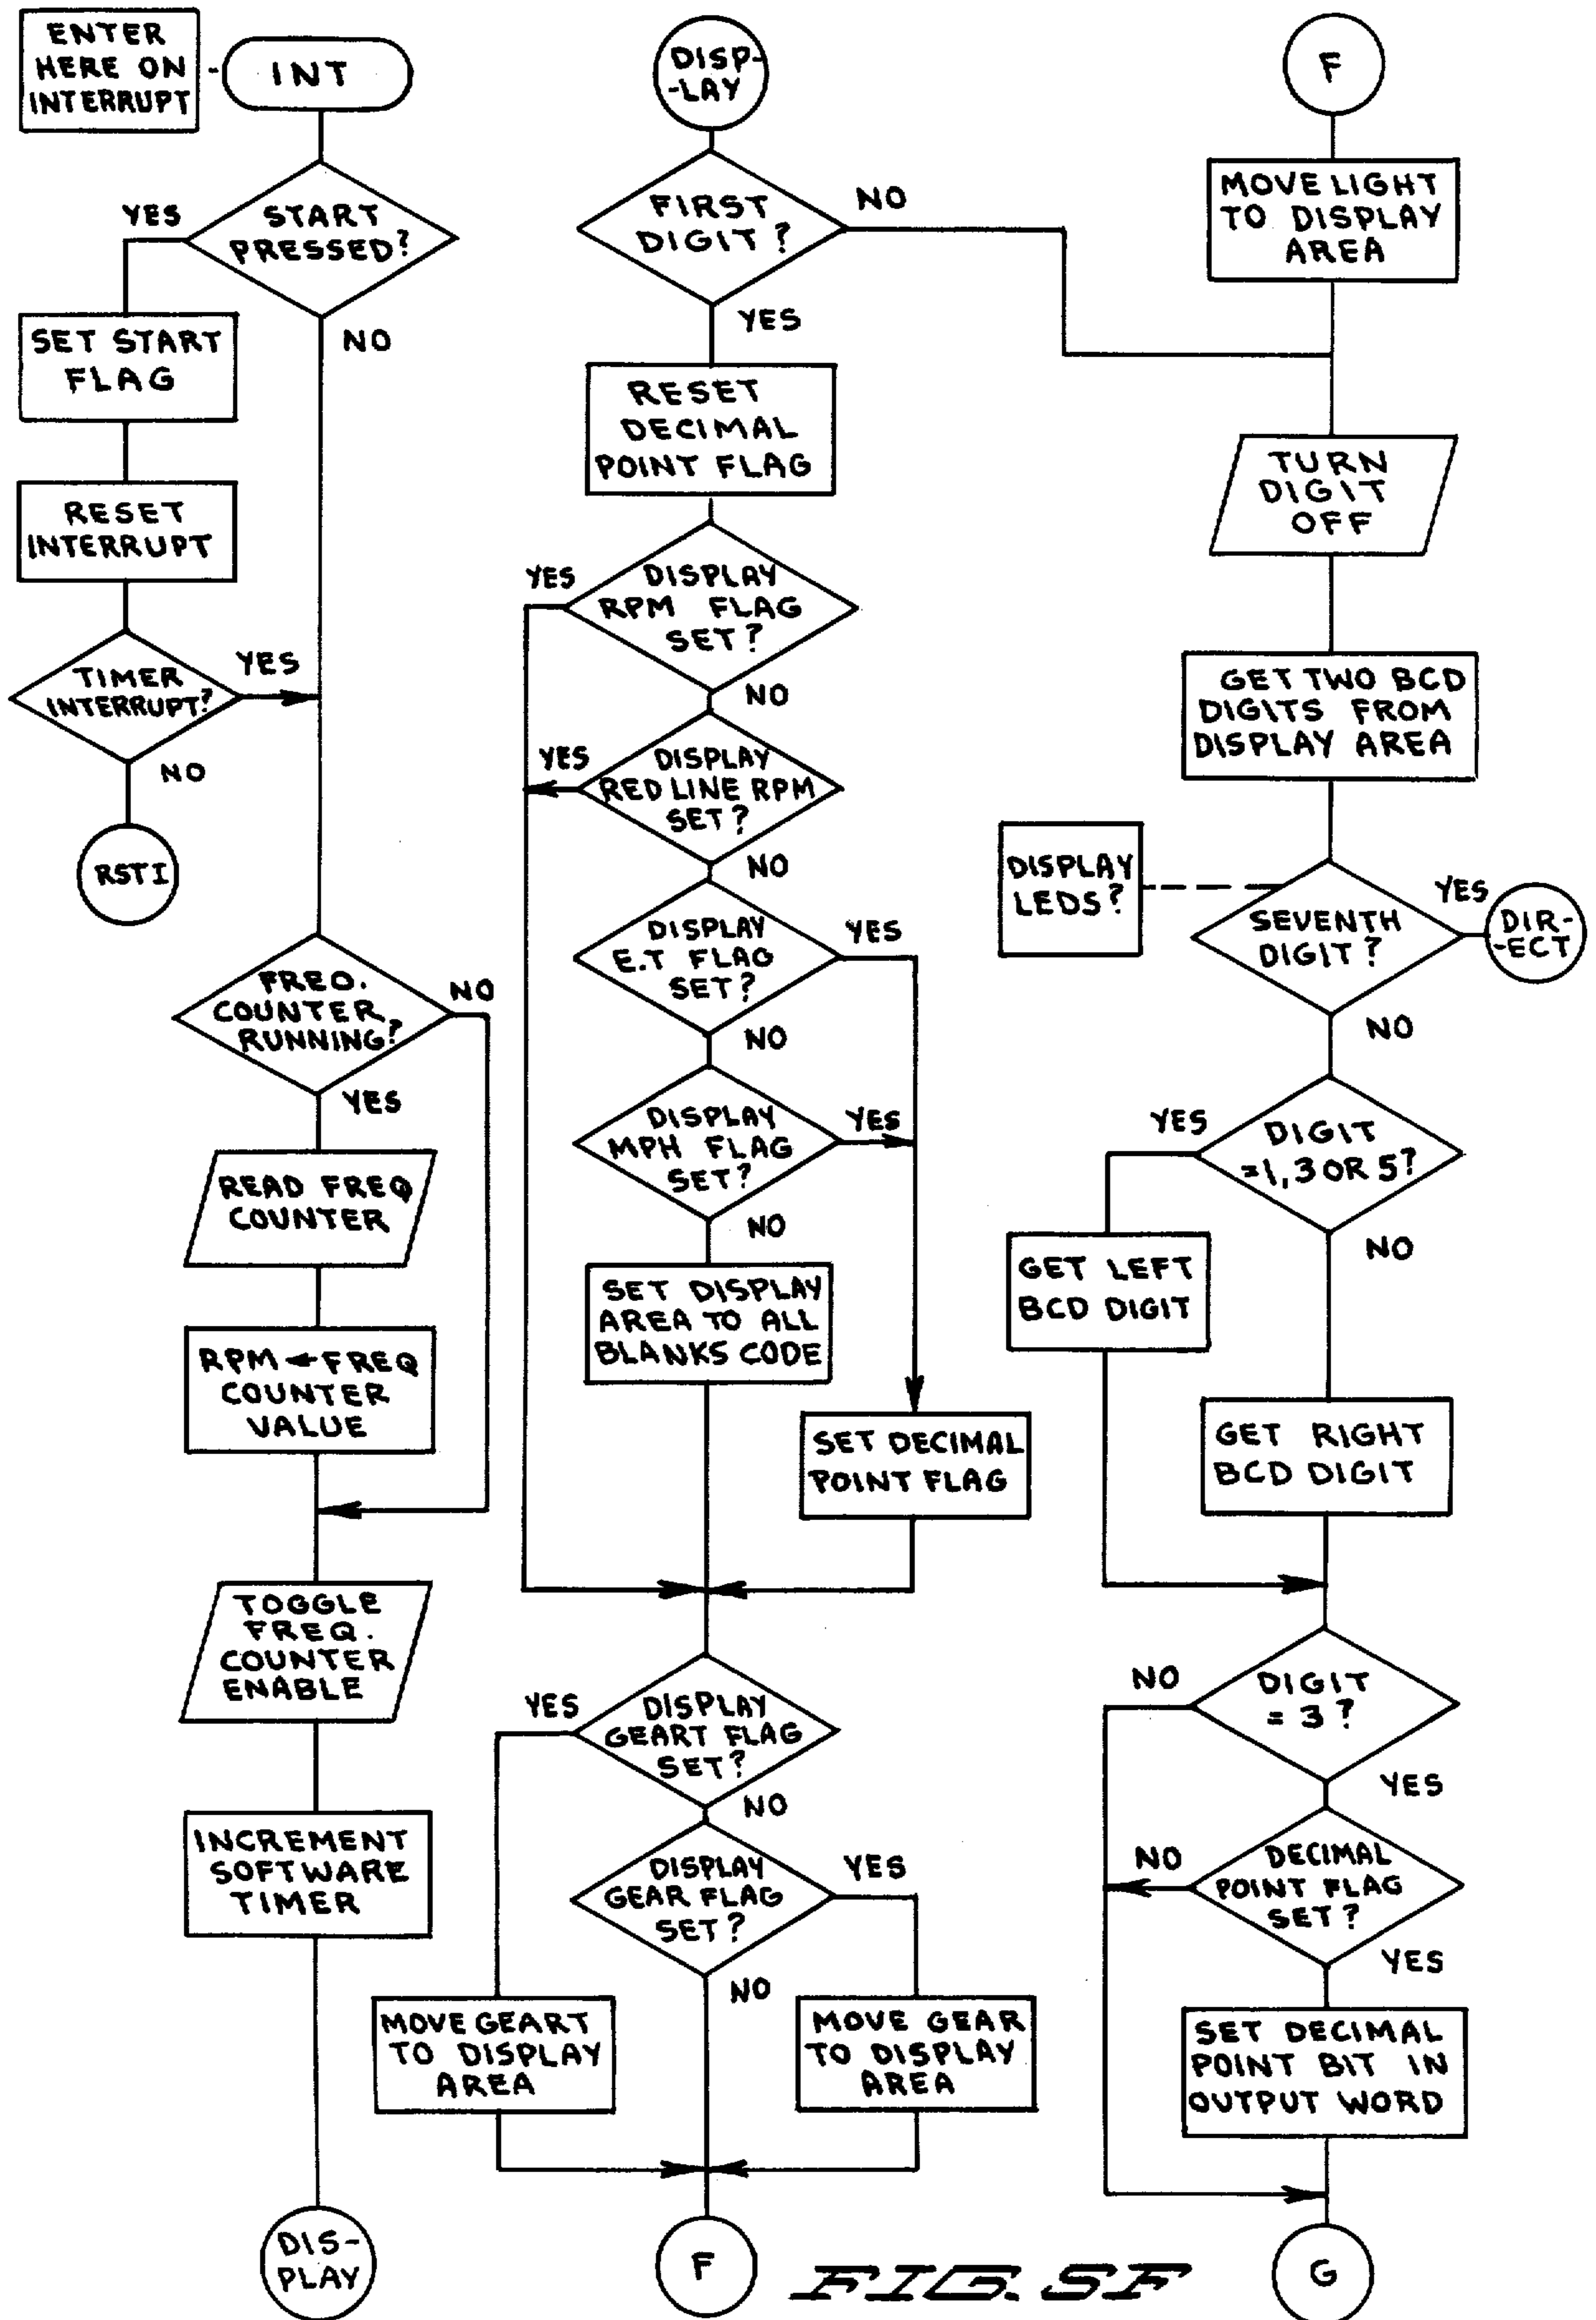 ENTER
HERE ON
INTERRUPT
INT
START
PRESSED?
YES
NO
SET START
FLAG
RESET
INTERRUPT
TIMER
INTERRUPT?
YES
NO
RSTI
FREQ.
COUNTER
RUNNING?
NO
YES
READ FREQ
COUNTER
RPM ← FREQ
COUNTER
VALUE
TOGGLE
FREQ.
COUNTER
ENABLE
INCREMENT
SOFTWARE
TIMER
DIS-
PLAY
DISP-
-LAY
FIRST
DIGIT?
NO
YES
RESET
DECIMAL
POINT FLAG
DISPLAY
RPM FLAG
SET?
YES
NO
DISPLAY
RED LINE RPM
SET?
YES
NO
DISPLAY
E.T FLAG
SET?
YES
NO
DISPLAY
MPH FLAG
SET?
YES
NO
SET DISPLAY
AREA TO ALL
BLANKS CODE
SET DECIMAL
POINT FLAG
DISPLAY
GEART FLAG
SET?
YES
NO
DISPLAY
GEAR FLAG
SET?
YES
NO
MOVE GEART
TO DISPLAY
AREA
MOVE GEAR
TO DISPLAY
AREA
F
F
MOVE LIGHT
TO DISPLAY
AREA
TURN
DIGIT
OFF
GET TWO BCD
DIGITS FROM
DISPLAY AREA
DISPLAY
LEDS?
SEVENTH
DIGIT?
YES
DIR-
-ECT
NO
DIGIT
=1,3 OR 5?
YES
NO
GET LEFT
BCD DIGIT
GET RIGHT
BCD DIGIT
DIGIT
= 3?
NO
YES
DECIMAL
POINT FLAG
SET?
NO
YES
SET DECIMAL
POINT BIT IN
OUTPUT WORD
G
FIG. 5F